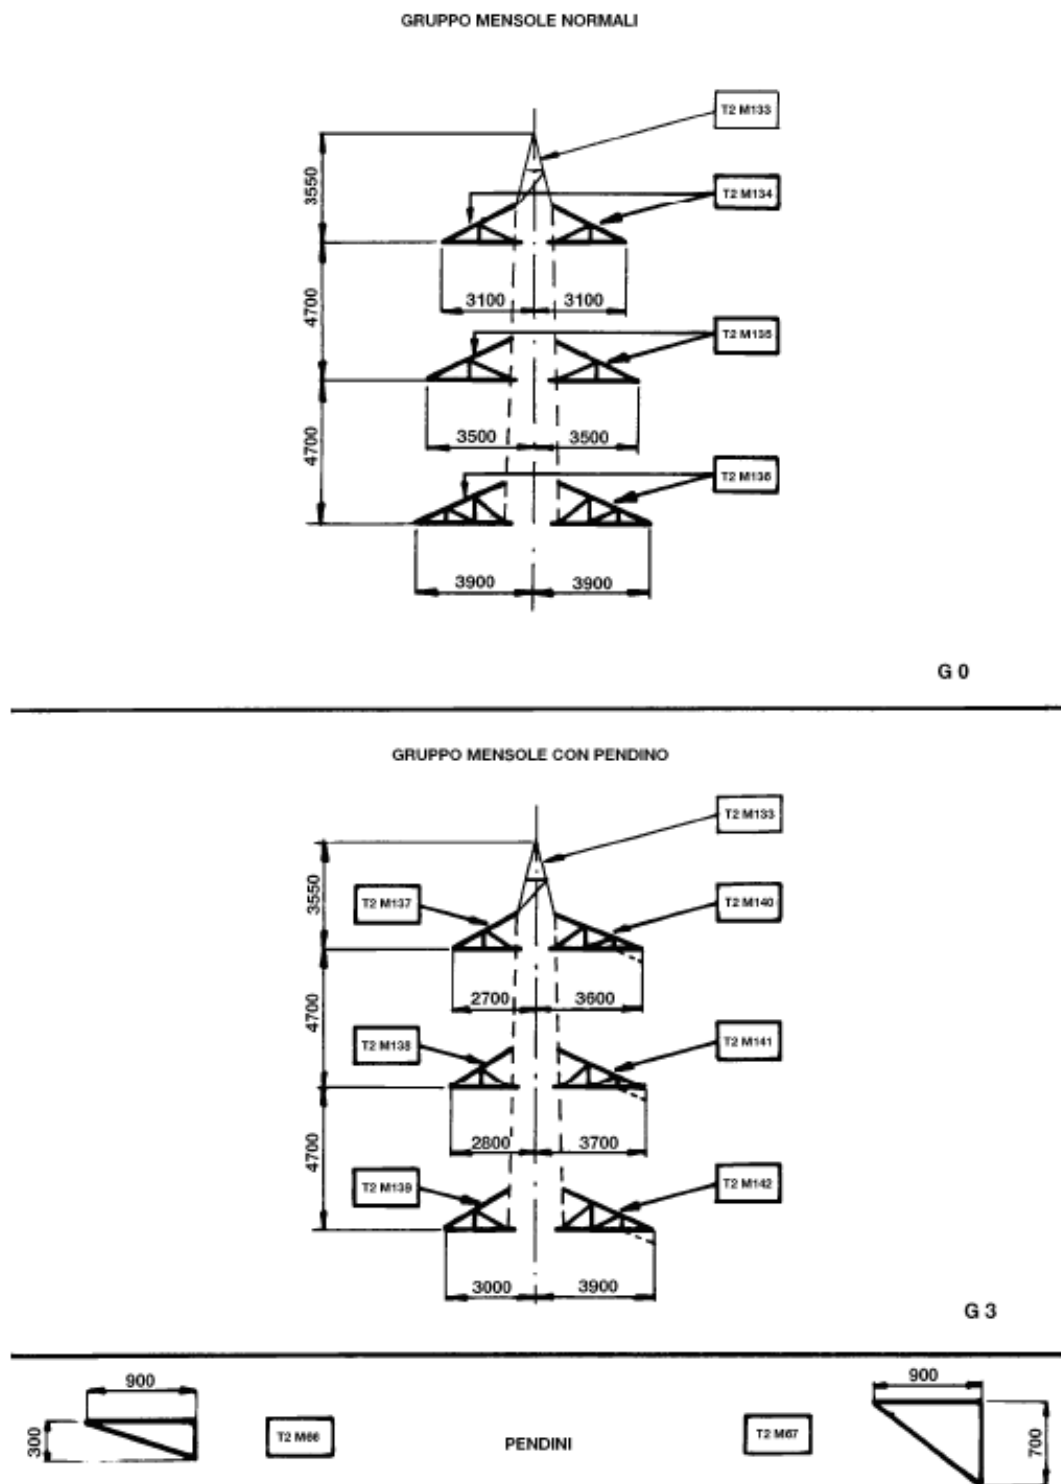 GRUPPO MENSOLE NORMALI
T2 M133
3550
T2 M134
3100 3100
4700
T2 M135
3500 3500
4700
T2 M136
3900 3900
G 0
GRUPPO MENSOLE CON PENDINO
T2 M133
3550
T2 M137 T2 M140
2700 3600
4700
T2 M138 T2 M141
2800 3700
4700
T2 M139 T2 M142
3000 3900
G 3
900 900
300 T2 M66 PENDINI T2 M67 700